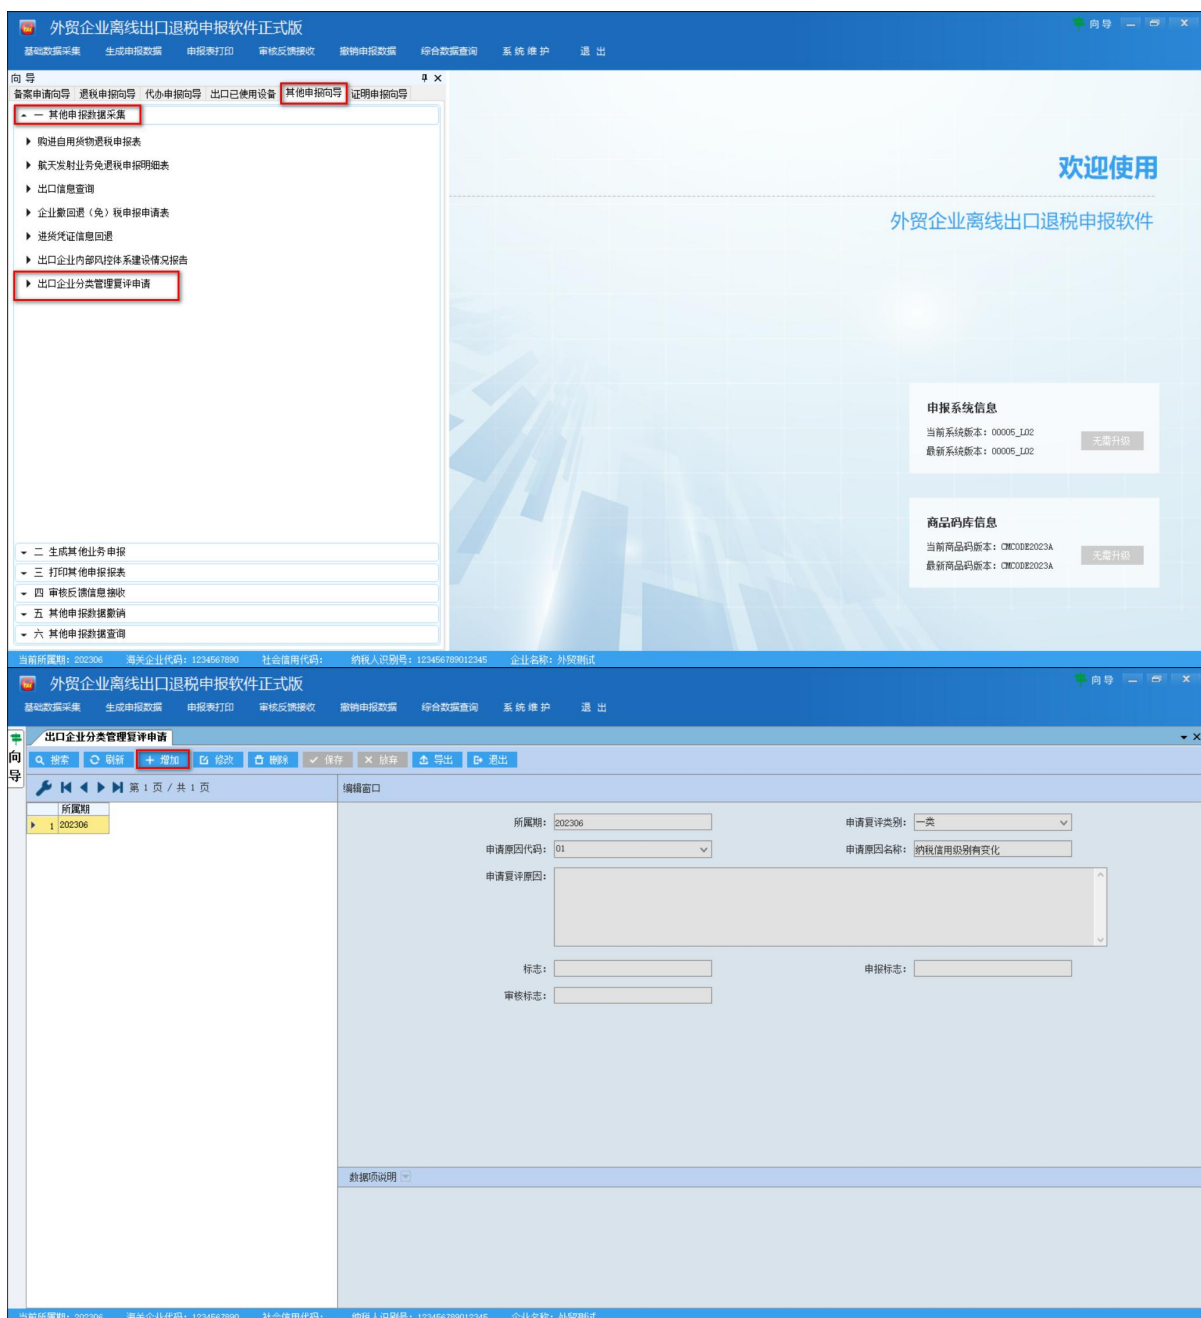 外贸企业离线出口退税申报软件正式版
向导
基础数据采集 生成申报数据 申报表打印 审核反馈接收 撤销申报数据 综合数据查询 系统维护 退出
向 导
备案申请向导 退税申报向导 代办申报向导 出口已使用设备 其他申报向导 证明申报向导
一 其他申报数据采集
购进自用货物退税申报表
航天发射业务免退税申报明细表
出口信息查询
企业撤回退（免）税申报申请表
进货凭证信息回退
出口企业内部风控体系建设情况报告
出口企业分类管理复评申请
欢迎使用
外贸企业离线出口退税申报软件
申报系统信息
当前系统版本：00005_L02
最新系统版本：00005_L02
无需升级
商品码库信息
当前商品码版本：CMCODE2023A
最新商品码版本：CMCODE2023A
无需升级
二 生成其他业务申报
三 打印其他申报报表
四 审核反馈信息接收
五 其他申报数据撤销
六 其他申报数据查询
当前所属期：202306 海关企业代码：1234567890 社会信用代码： 纳税人识别号：123456789012345 企业名称：外贸测试
外贸企业离线出口退税申报软件正式版
向导
基础数据采集 生成申报数据 申报表打印 审核反馈接收 撤销申报数据 综合数据查询 系统维护 退出
向导
出口企业分类管理复评申请
搜索 刷新 增加 修改 删除 保存 放弃 导出 退出
第 1 页 / 共 1 页
编辑窗口
所属期
1 202306
所属期： 202306 申请复评类别： 一类
申请原因代码： 01 申请原因名称： 纳税信用级别有变化
申请复评原因：
标志： 申报标志：
审核标志：
数据项说明
当前所属期：202306 海关企业代码：1234567890 社会信用代码： 纳税人识别号：123456789012345 企业名称：外贸测试